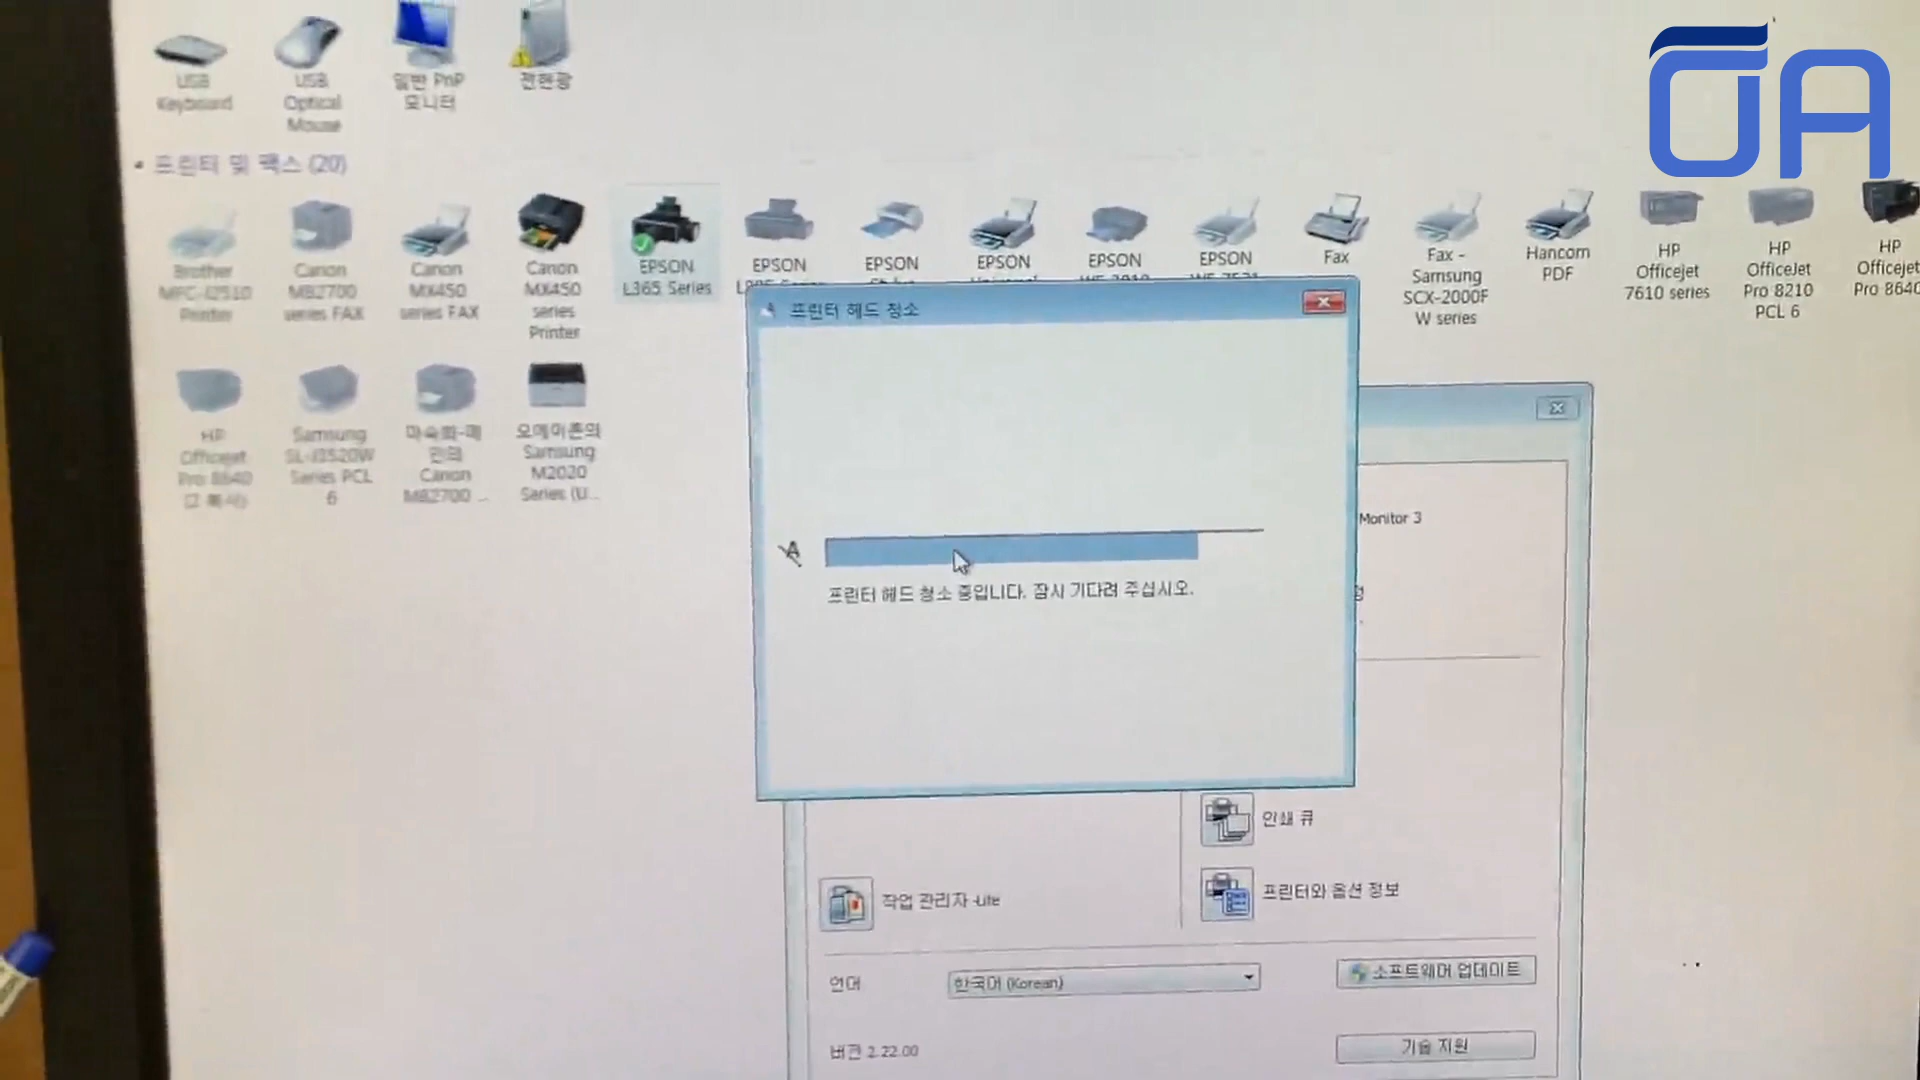 USB
Keyboard
USB
Optical
Mouse
일반 PnP
모니터
프린터 및 팩스 (20)
Brother
MFC-J2510
Printer
Canon
MB2700
series FAX
Canon
MX450
series FAX
Canon
MX450
series
Printer
EPSON
L365 Series
EPSON
EPSON
EPSON
EPSON
EPSON
Fax
Fax -
Samsung
SCX-2000F
W series
Hancom
PDF
HP
OfficeJet
7610 series
HP
OfficeJet
Pro 8210
PCL 6
HP
Officejet
Pro 8640
HP
Officejet
Pro 8640
Samsung
SL-J3520W
Series PCL
6
Canon
MB2700 ...
Samsung
M2020
Series (U...
프린터 헤드 청소
프린터 헤드 청소 중입니다. 잠시 기다려 주십시오.
Monitor 3
인쇄 큐
작업 관리자 -Lite
프린터와 옵션 정보
언어
한국어 (Korean)
소프트웨어 업데이트
버전 2.22.00
기술 지원
OA